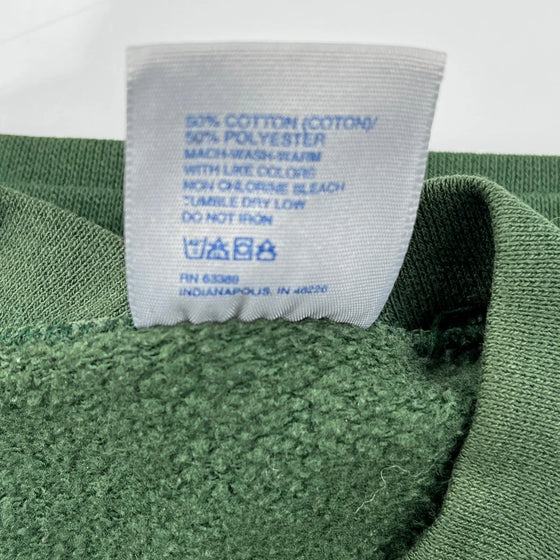 50% COTTON (COTON)/
50% POLYESTER
MACH-WASH-WARM
WITH LIKE COLORS
NON CHLORINE BLEACH
TUMBLE DRY LOW
DO NOT IRON
RN 63389
INDIANAPOLIS, IN 46226